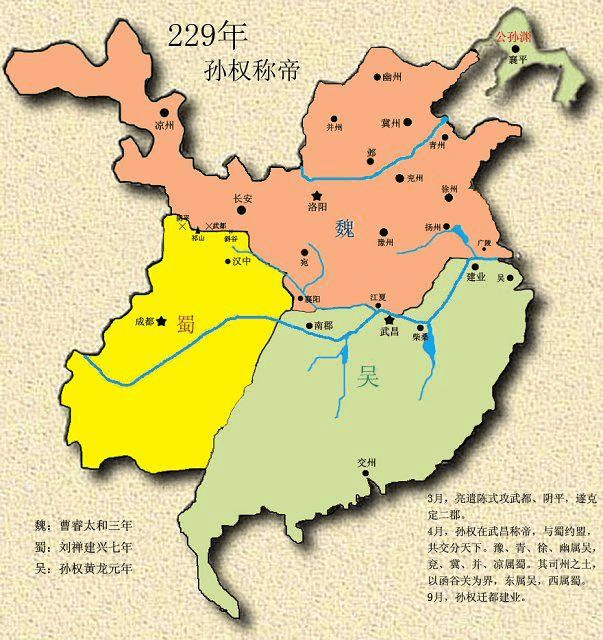 229年
孙权称帝
公孙渊
襄平
幽州
凉州
并州
冀州
青州
邺
兖州
徐州
长安
洛阳
魏
豫州
扬州
广陵
阴平
武都
祁山
斜谷
汉中
宛
建业
吴
襄阳
江夏
成都
蜀
南郡
武昌
柴桑
吴
交州
魏：曹睿太和三年
蜀：刘禅建兴七年
吴：孙权黄龙元年
3月，亮遣陈式攻武都、阴平，遂克
定二郡。
4月，孙权在武昌称帝，与蜀约盟，
共交分天下。豫、青、徐、幽属吴，
兖、冀、并、凉属蜀。其司州之土，
以函谷关为界，东属吴，西属蜀。
9月，孙权迁都建业。